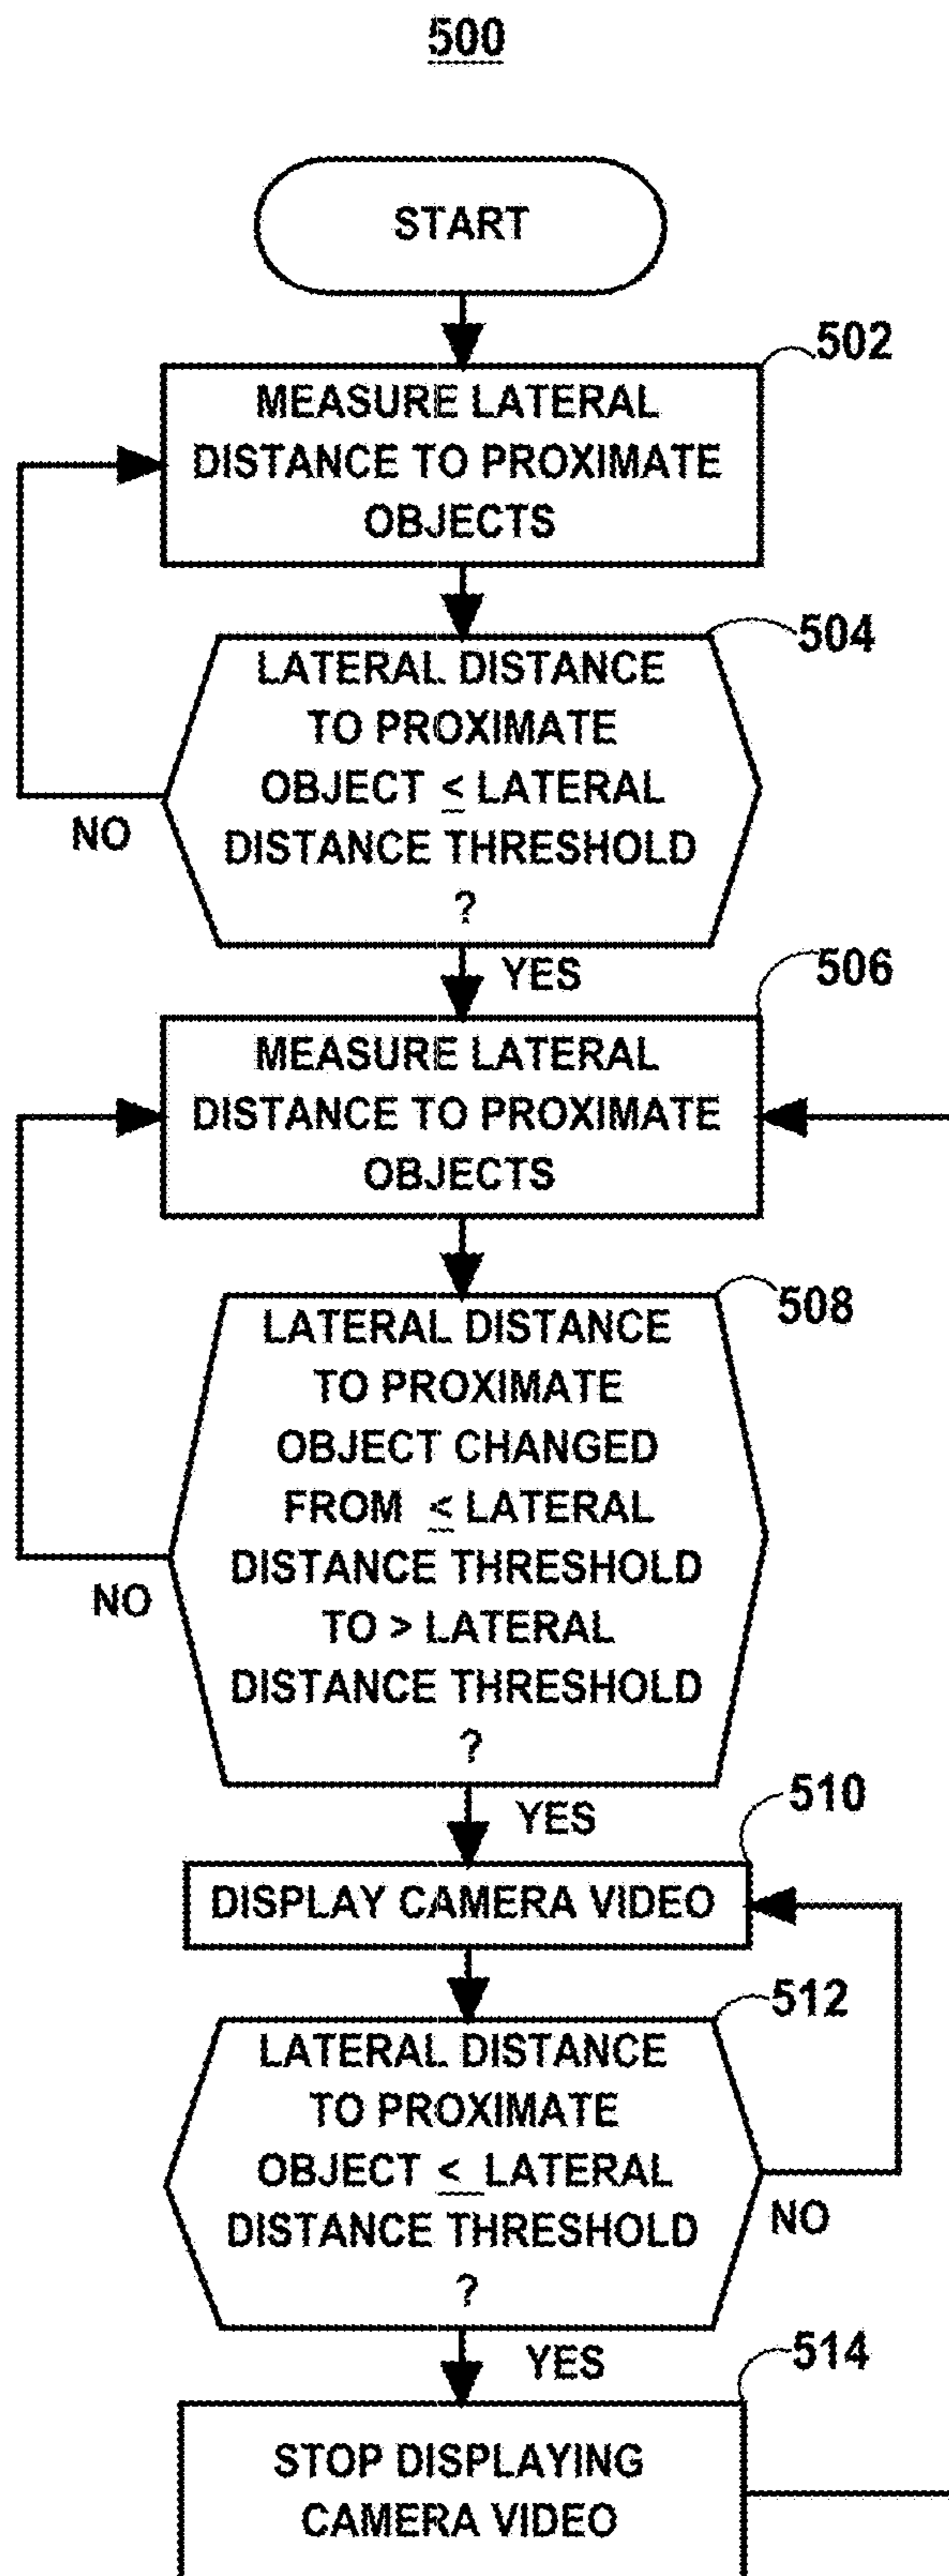 500
START
502
MEASURE LATERAL
DISTANCE TO PROXIMATE
OBJECTS
504
LATERAL DISTANCE
TO PROXIMATE
OBJECT ≤ LATERAL
DISTANCE THRESHOLD
?
NO
YES
506
MEASURE LATERAL
DISTANCE TO PROXIMATE
OBJECTS
508
LATERAL DISTANCE
TO PROXIMATE
OBJECT CHANGED
FROM ≤ LATERAL
DISTANCE THRESHOLD
TO > LATERAL
DISTANCE THRESHOLD
?
NO
YES
510
DISPLAY CAMERA VIDEO
512
LATERAL DISTANCE
TO PROXIMATE
OBJECT ≤ LATERAL
DISTANCE THRESHOLD
?
NO
YES
514
STOP DISPLAYING
CAMERA VIDEO